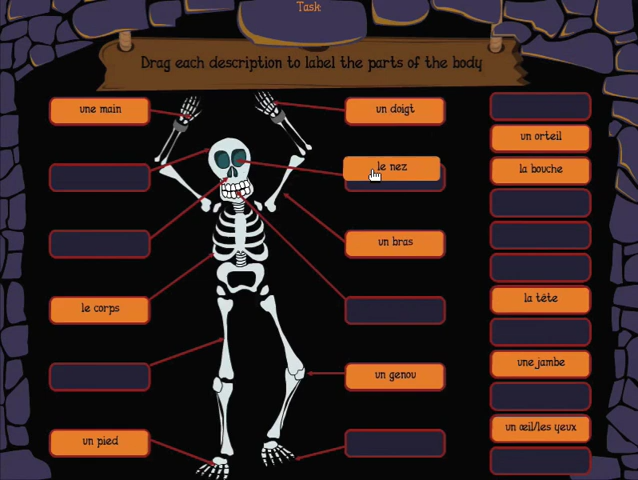 Task
Drag each description to label the parts of the body
une main
un doigt
un orteil
le nez
la bouche
un bras
la tête
le corps
une jambe
un genou
un œil/les yeux
un pied